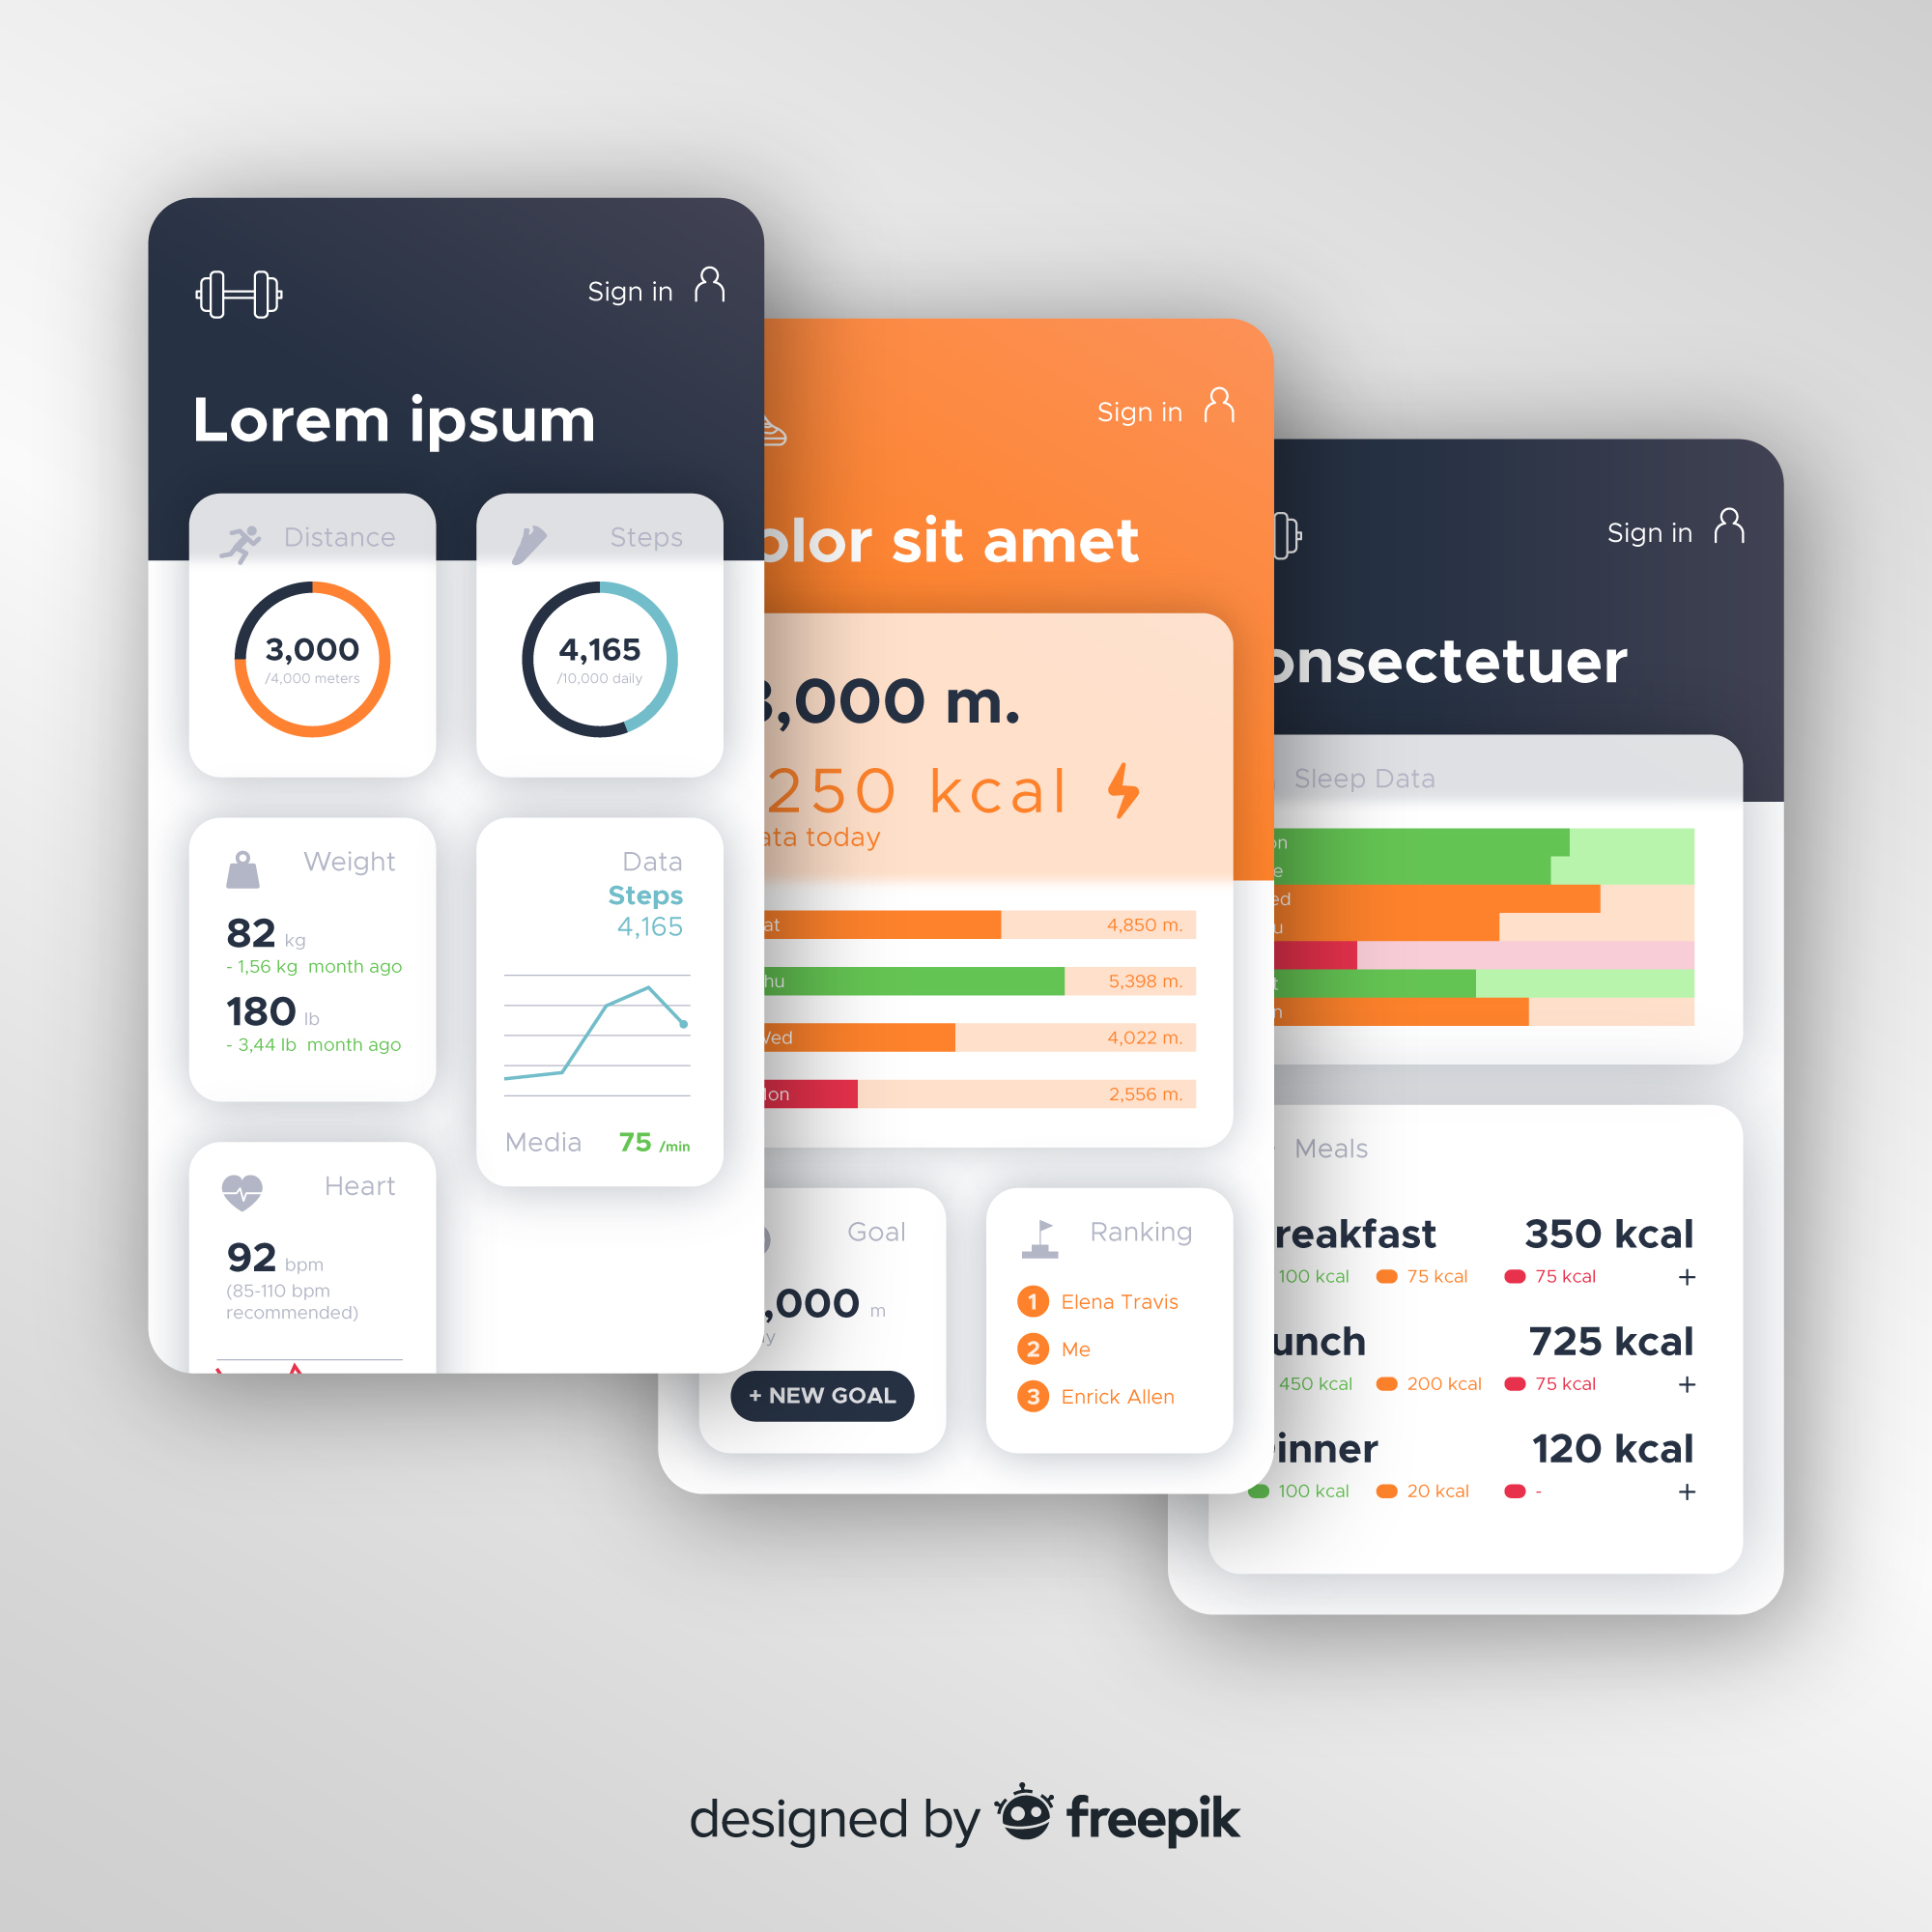 Sign in
Lorem ipsum
Distance
3,000
/4,000 meters
Steps
4,165
/10,000 daily
Weight
82 kg
- 1,56 kg month ago
180 lb
- 3,44 lb month ago
Data
Steps
4,165
Media 75 /min
Heart
92 bpm
(85-110 bpm
recommended)
Sign in
olor sit amet
,000 m.
250 kcal
ata today
at 4,850 m.
hu 5,398 m.
Wed 4,022 m.
on 2,556 m.
Goal
,000 m
y
+ NEW GOAL
Ranking
1 Elena Travis
2 Me
3 Enrick Allen
Sign in
onsectetuer
Sleep Data
on
e
ed
u
t
n
Meals
reakfast 350 kcal
100 kcal 75 kcal 75 kcal +
unch 725 kcal
450 kcal 200 kcal 75 kcal +
inner 120 kcal
100 kcal 20 kcal - +
designed by freepik